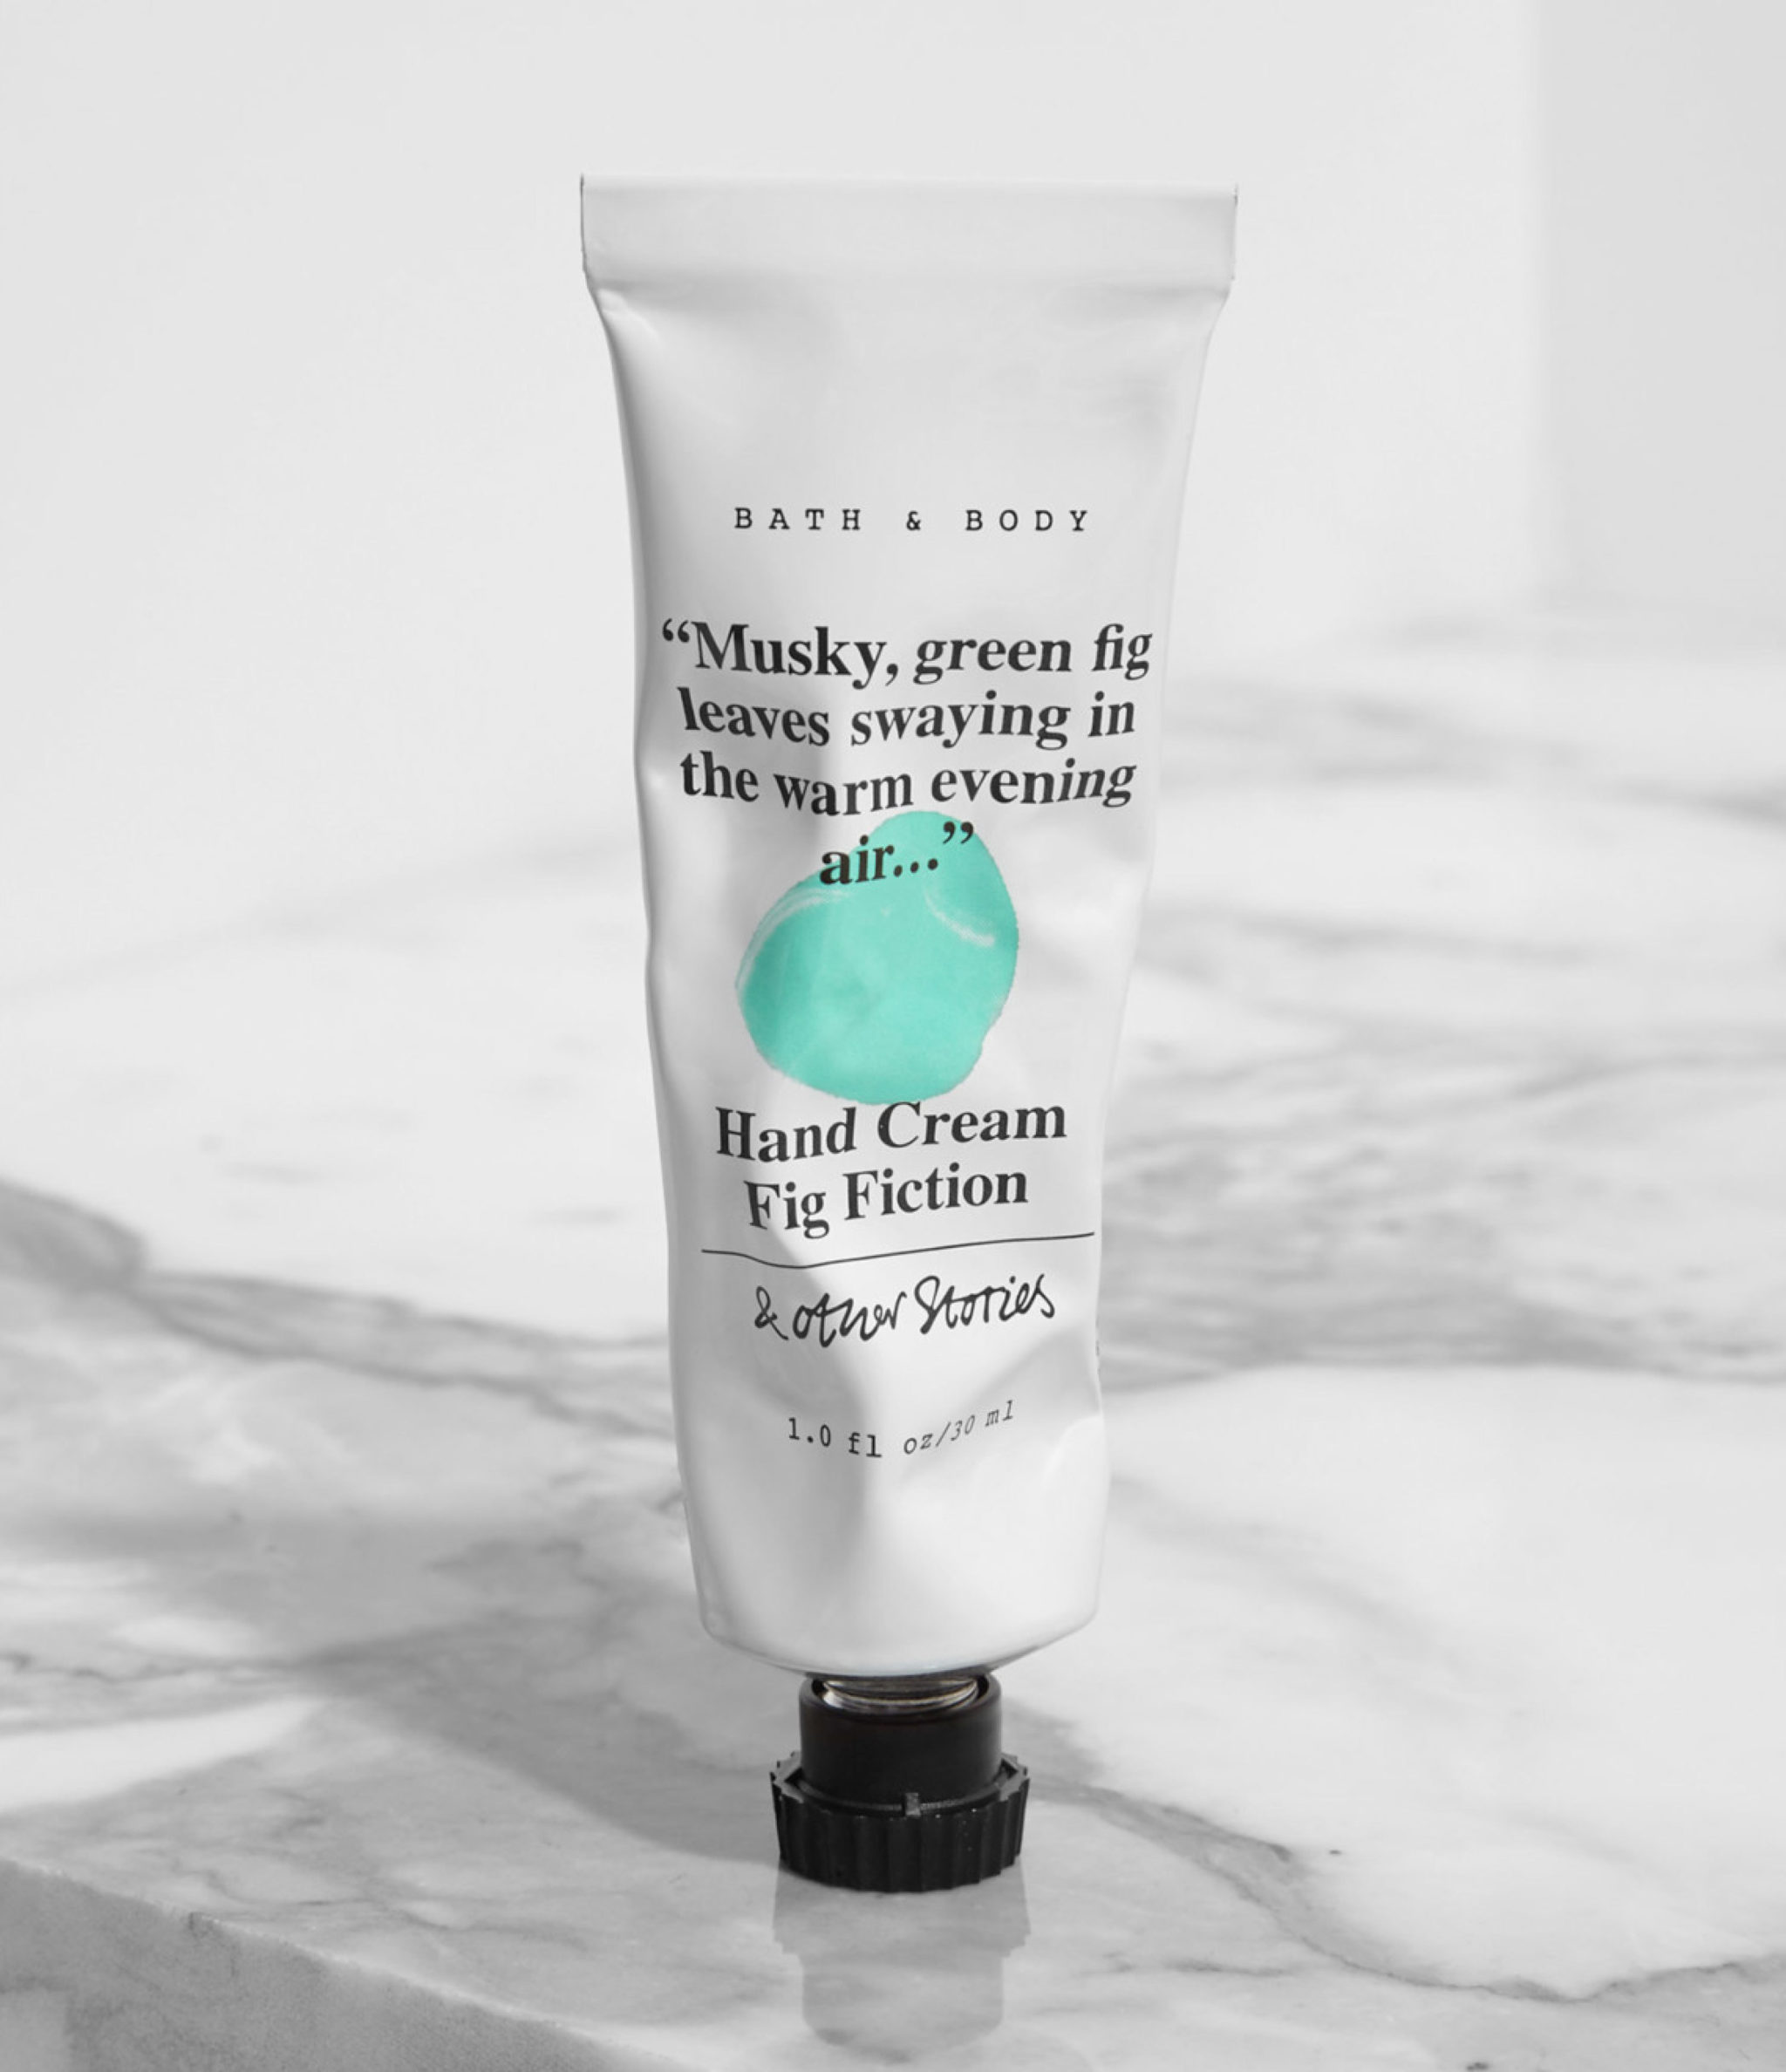 BATH & BODY
“Musky, green fig
leaves swaying in
the warm evening
air...”
Hand Cream
Fig Fiction
& other Stories
1.0 fl oz/30 ml